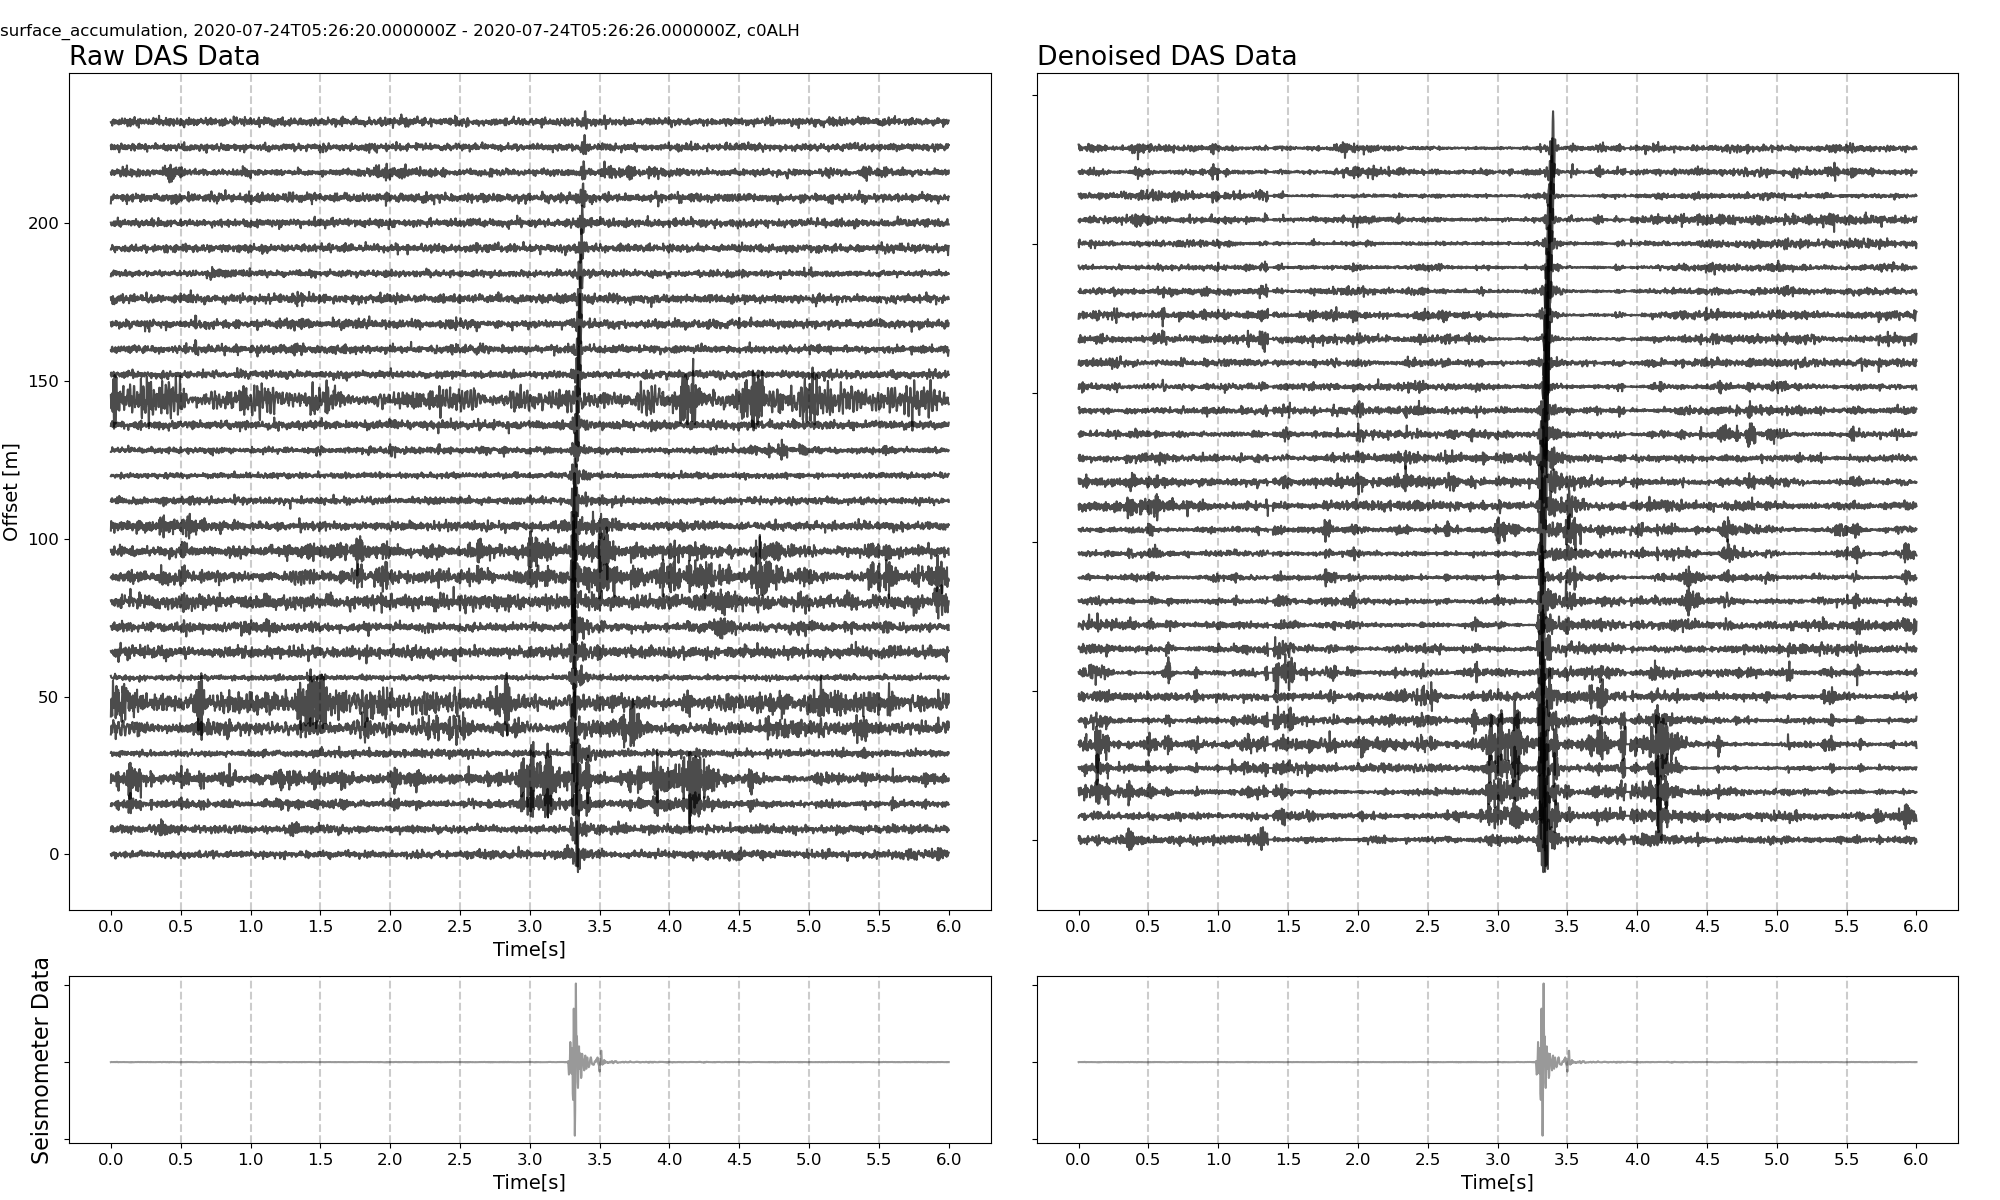 surface_accumulation, 2020-07-24T05:26:20.000000Z - 2020-07-24T05:26:26.000000Z, c0ALH
Raw DAS Data
Denoised DAS Data
Offset [m]
200
150
100
50
0
0.0 0.5 1.0 1.5 2.0 2.5 3.0 3.5 4.0 4.5 5.0 5.5 6.0
Time[s]
0.0 0.5 1.0 1.5 2.0 2.5 3.0 3.5 4.0 4.5 5.0 5.5 6.0
Seismometer Data
0.0 0.5 1.0 1.5 2.0 2.5 3.0 3.5 4.0 4.5 5.0 5.5 6.0
Time[s]
0.0 0.5 1.0 1.5 2.0 2.5 3.0 3.5 4.0 4.5 5.0 5.5 6.0
Time[s]